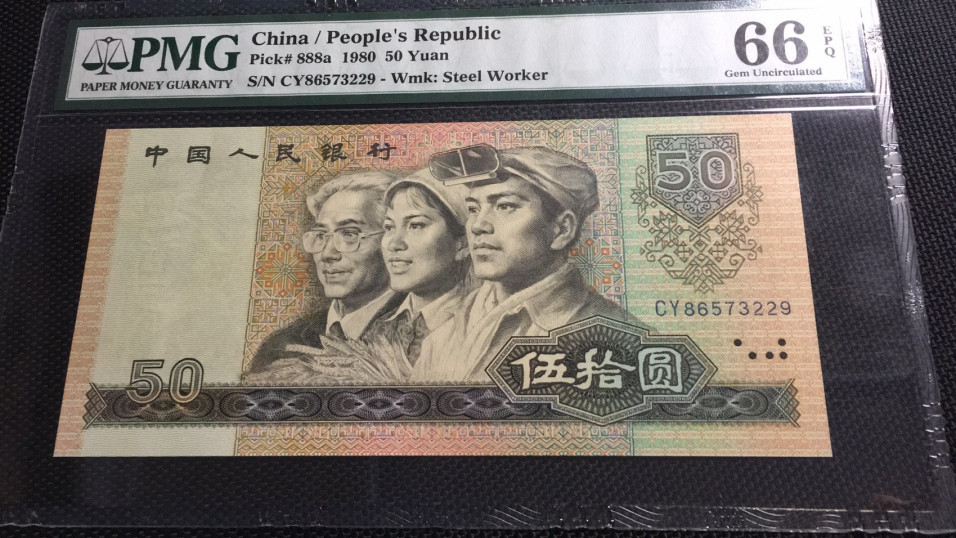 PMG
PAPER MONEY GUARANTY
China / People's Republic
Pick# 888a 1980 50 Yuan
S/N CY86573229 - Wmk: Steel Worker
66
EPQ
Gem Uncirculated
中国人民银行
50
CY86573229
50
伍拾圆